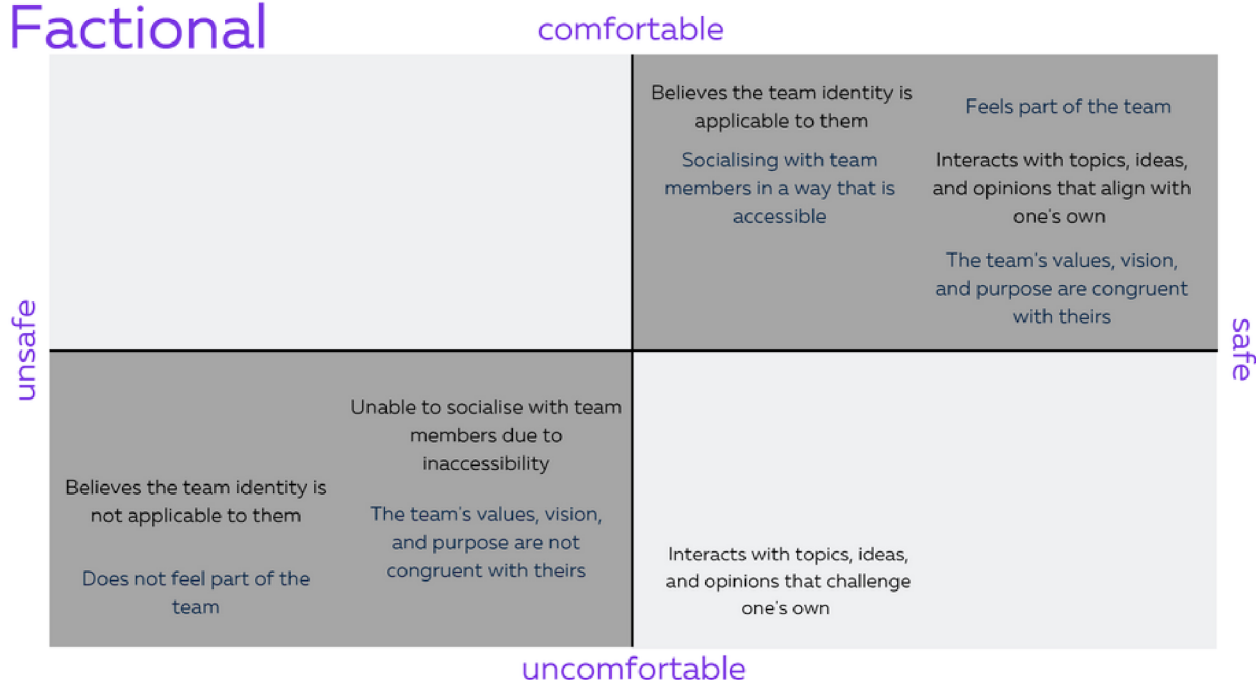 Factional
comfortable
Believes the team identity is
applicable to them
Socialising with team
members in a way that is
accessible
Feels part of the team
Interacts with topics, ideas,
and opinions that align with
one's own
The team's values, vision,
and purpose are congruent
with theirs
unsafe
safe
Believes the team identity is
not applicable to them
Does not feel part of the
team
Unable to socialise with team
members due to
inaccessibility
The team's values, vision,
and purpose are not
congruent with theirs
Interacts with topics, ideas,
and opinions that challenge
one's own
uncomfortable